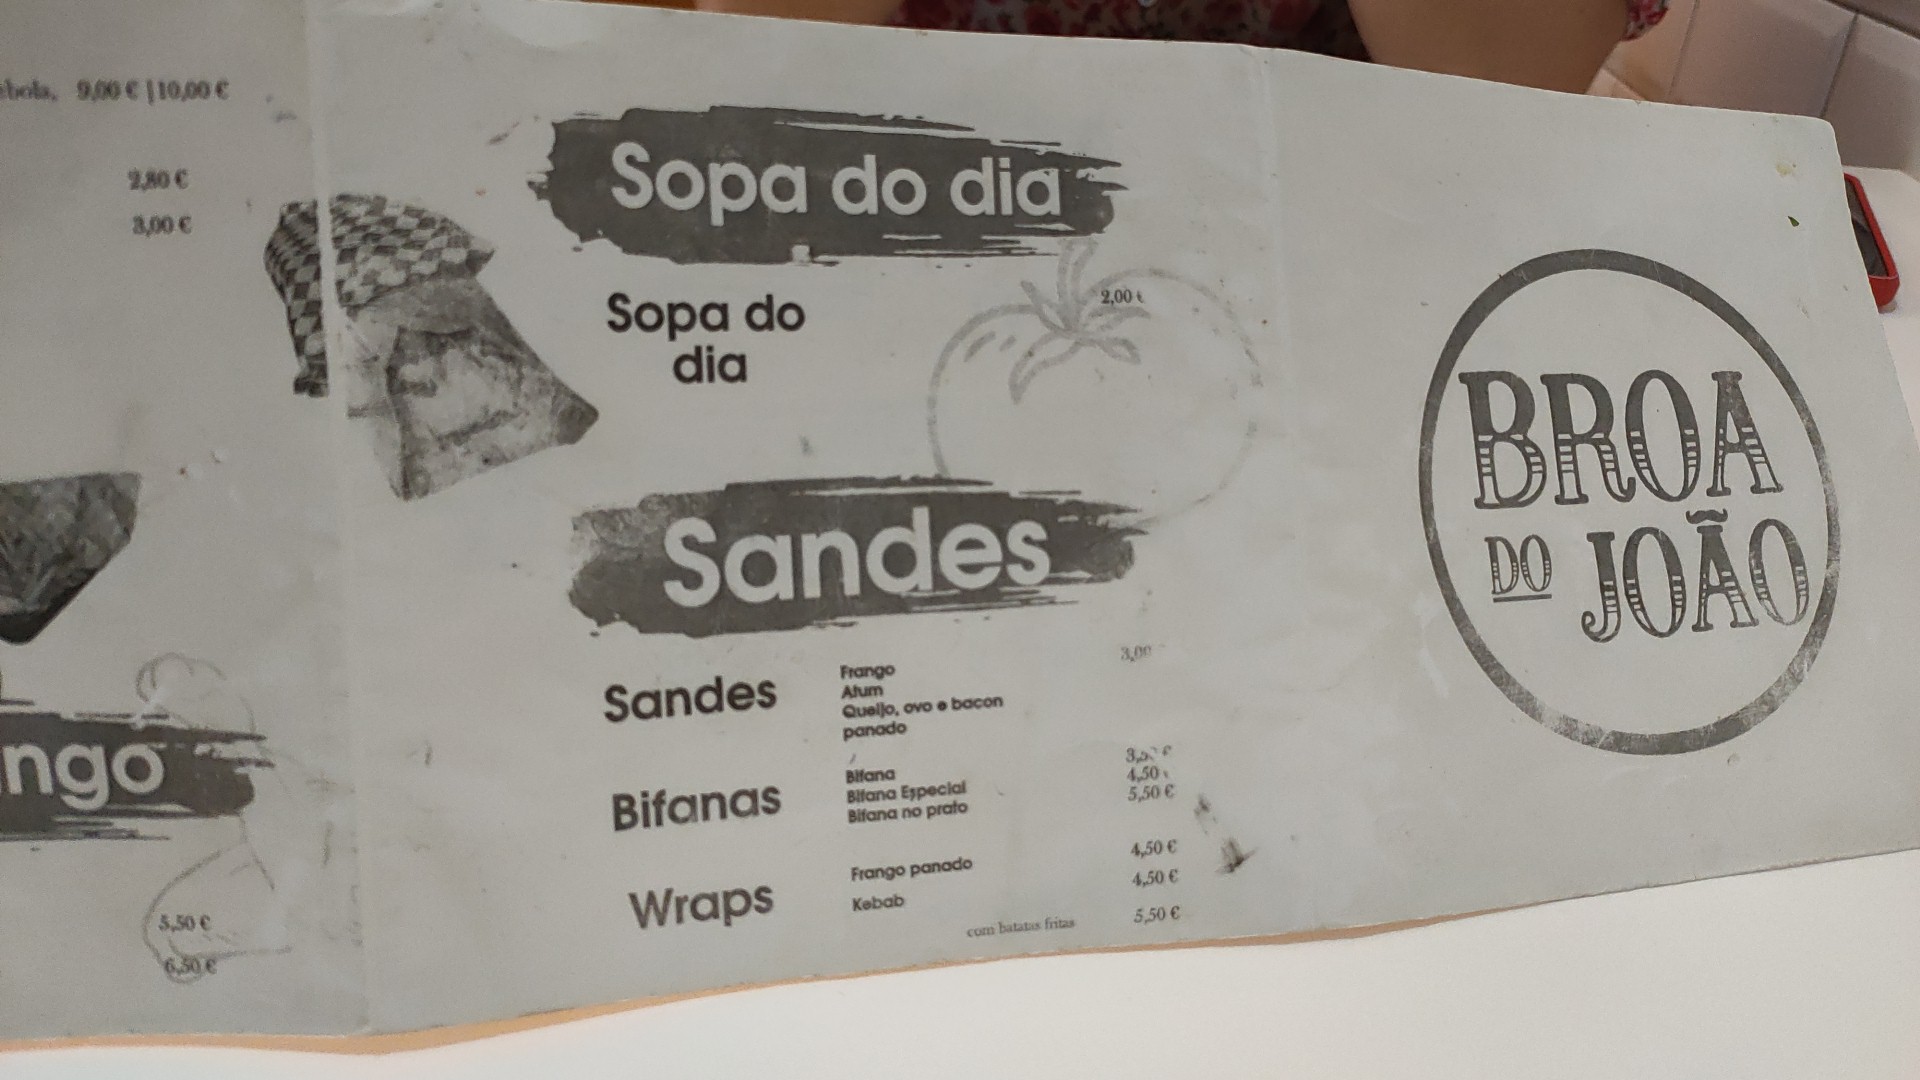 9,00 € | 10,00 €
2,80 €
3,00 €
ngo
5,50 €
6,50 €
Sopa do dia
Sopa do 2,00 €
dia
Sandes
Sandes
Frango 3,00
Atum
Queijo, ovo e bacon
panado
Bifanas
Bifana
Bifana Especial 4,50
Bifana no prato 5,50 €
Wraps
Frango panado 4,50 €
Kebab 4,50 €
com batatas fritas 5,50 €
BROA
DO JOÃO